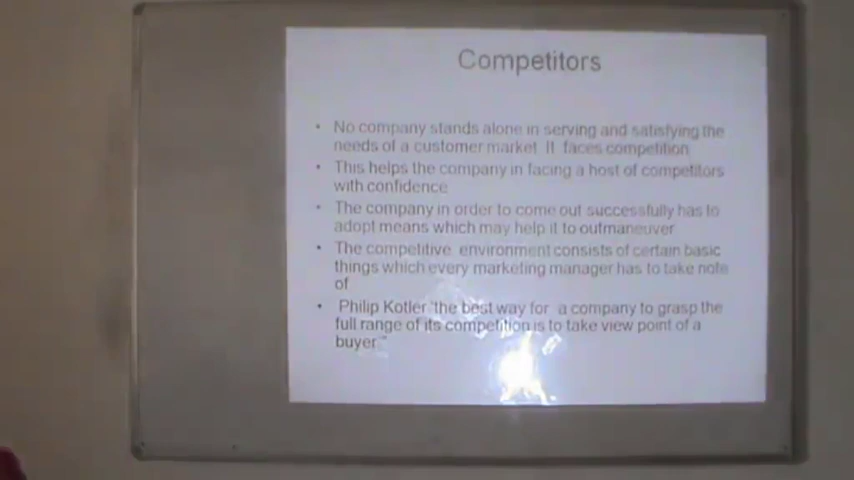 Competitors
• No company stands alone in serving and satisfying the
needs of a customer market. It faces competition
• This helps the company in facing a host of competitors
with confidence
• The company in order to come out successfully has to
adopt means which may help it to outmaneuver
• The competitive environment consists of certain basic
things which every marketing manager has to take note
of
• Philip Kotler "the best way for a company to grasp the
full range of its competition is to take view point of a
buyer."